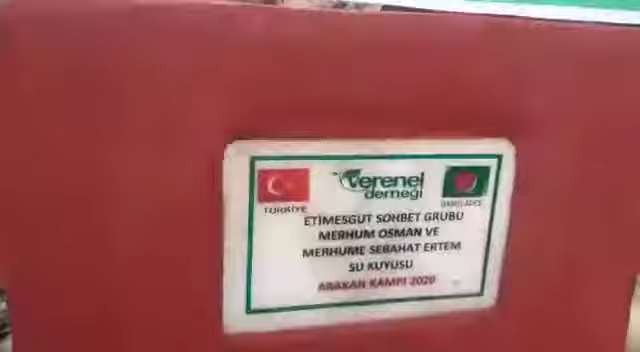 Verenel
derneği
TÜRKİYE
BANGLADEŞ
ETİMESGUT SOHBET GRUBU
MERHUM OSMAN VE
MERHUME SEBAHAT ERTEM
SU KUYUSU
ARAKAN KAMPI 2020